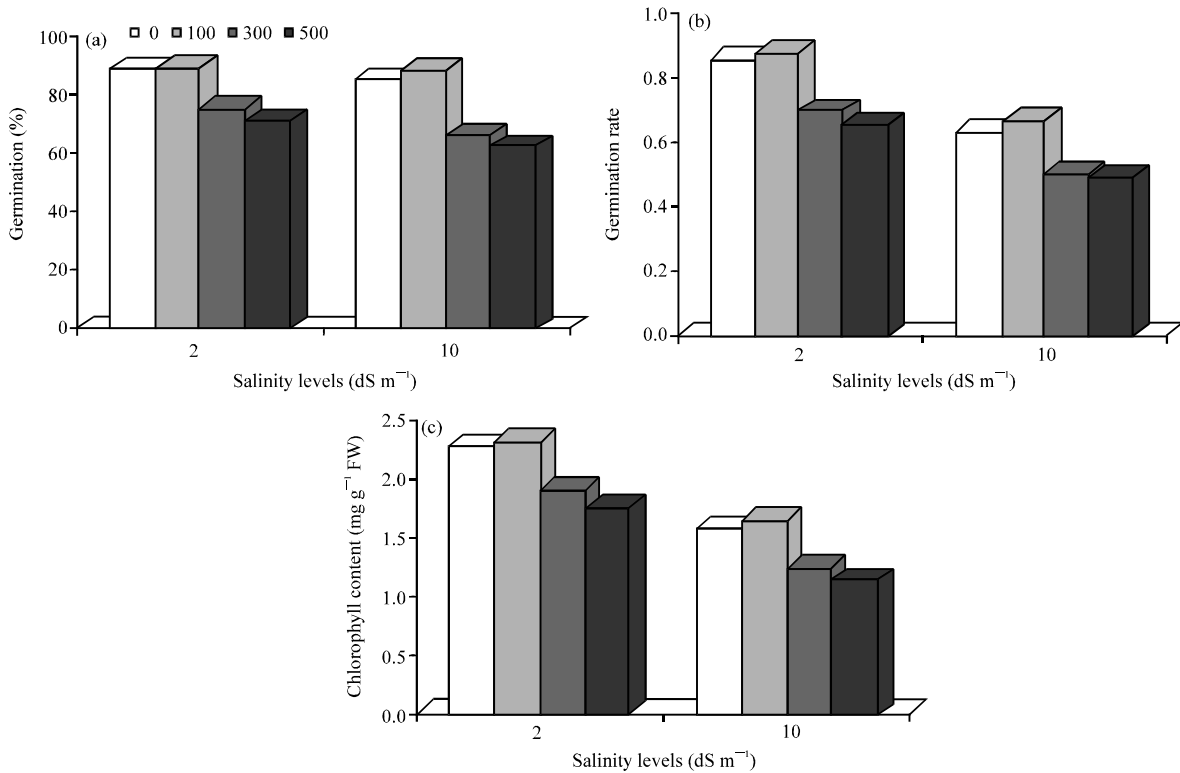 (a) 0 100 300 500
100
80
60
40
20
0
Germination (%)
2 10
Salinity levels (dS m⁻¹)
(b)
1.0
0.8
0.6
0.4
0.2
0.0
Germination rate
2 10
Salinity levels (dS m⁻¹)
(c)
2.5
2.0
1.5
1.0
0.5
0.0
Chlorophyll content (mg g⁻¹ FW)
2 10
Salinity levels (dS m⁻¹)